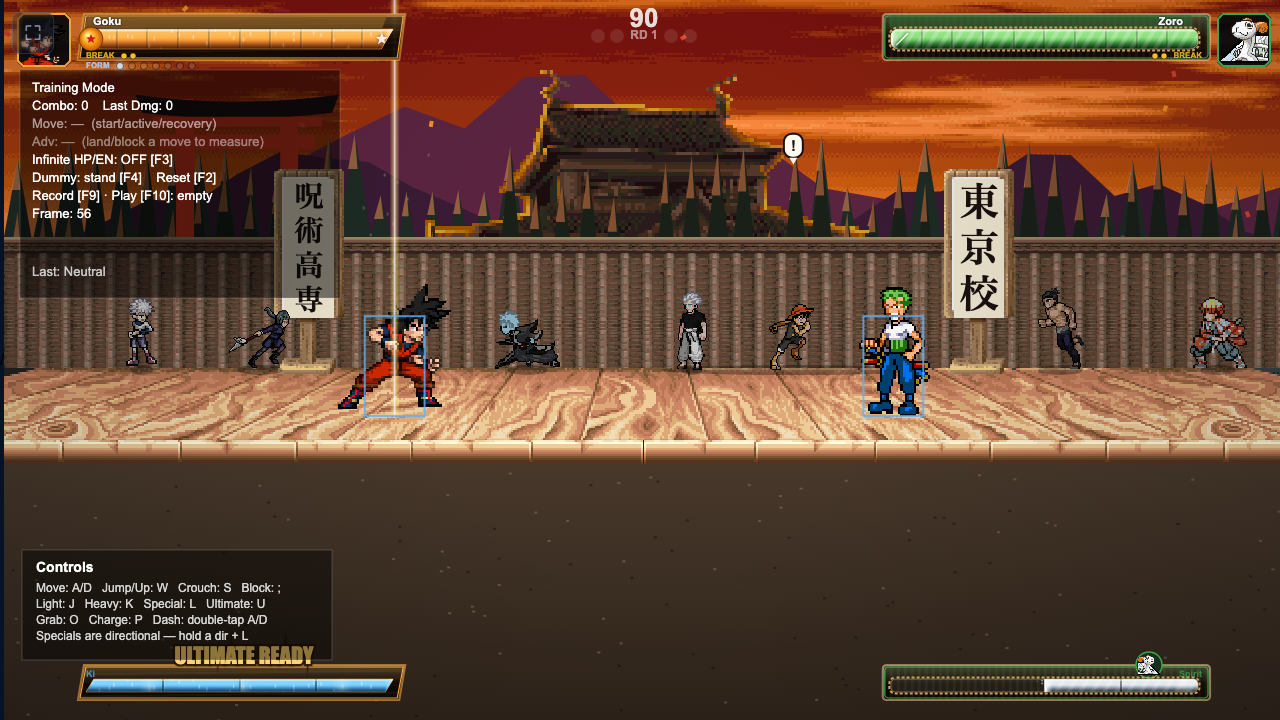 Goku
90
Zoro
RD 1
BREAK
BREAK
FORM
Training Mode
Combo: 0 Last Dmg: 0
Move: — (start/active/recovery)
Adv: — (land/block a move to measure)
Infinite HP/EN: OFF [F3]
Dummy: stand [F4] Reset [F2]
Record [F9] · Play [F10]: empty
Frame: 56
Last: Neutral
!
呪術高専
東京校
Controls
Move: A/D Jump/Up: W Crouch: S Block: ;
Light: J Heavy: K Special: L Ultimate: U
Grab: O Charge: P Dash: double-tap A/D
Specials are directional — hold a dir + L
ULTIMATE READY
Ki
Spirit